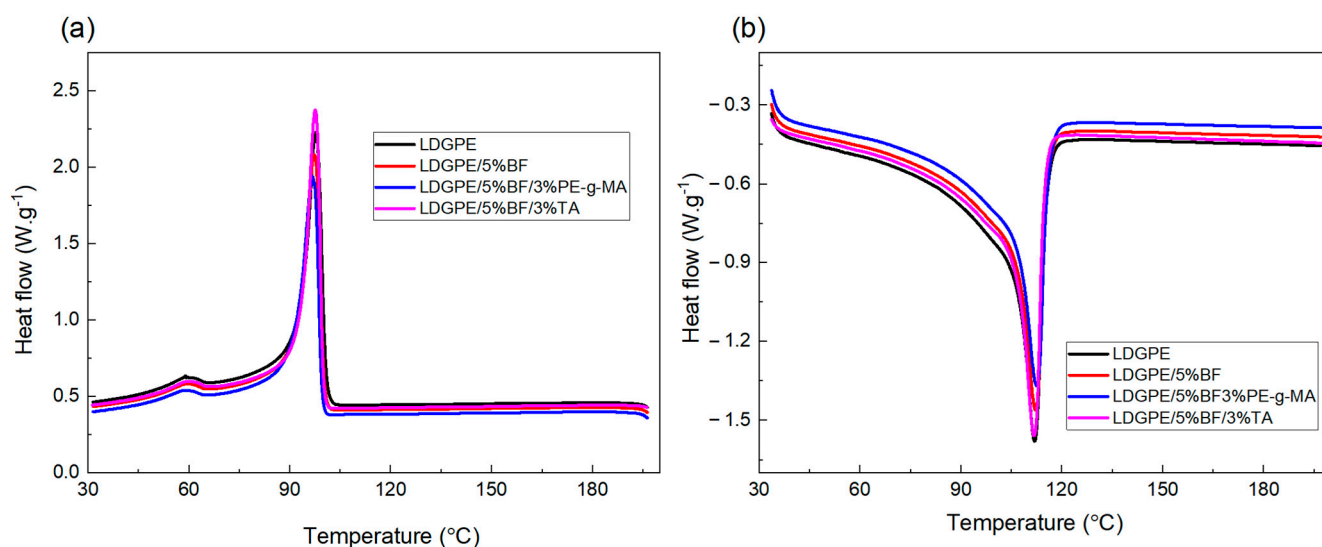 (a)
2.5
2.0
1.5
1.0
0.5
0.0
Heat flow (W.g⁻¹)
LDGPE
LDGPE/5%BF
LDGPE/5%BF/3%PE-g-MA
LDGPE/5%BF/3%TA
30 60 90 120 150 180
Temperature (°C)
(b)
−0.3
−0.6
−0.9
−1.2
−1.5
Heat flow (W.g⁻¹)
LDGPE
LDGPE/5%BF
LDGPE/5%BF3%PE-g-MA
LDGPE/5%BF/3%TA
30 60 90 120 150 180
Temperature (°C)